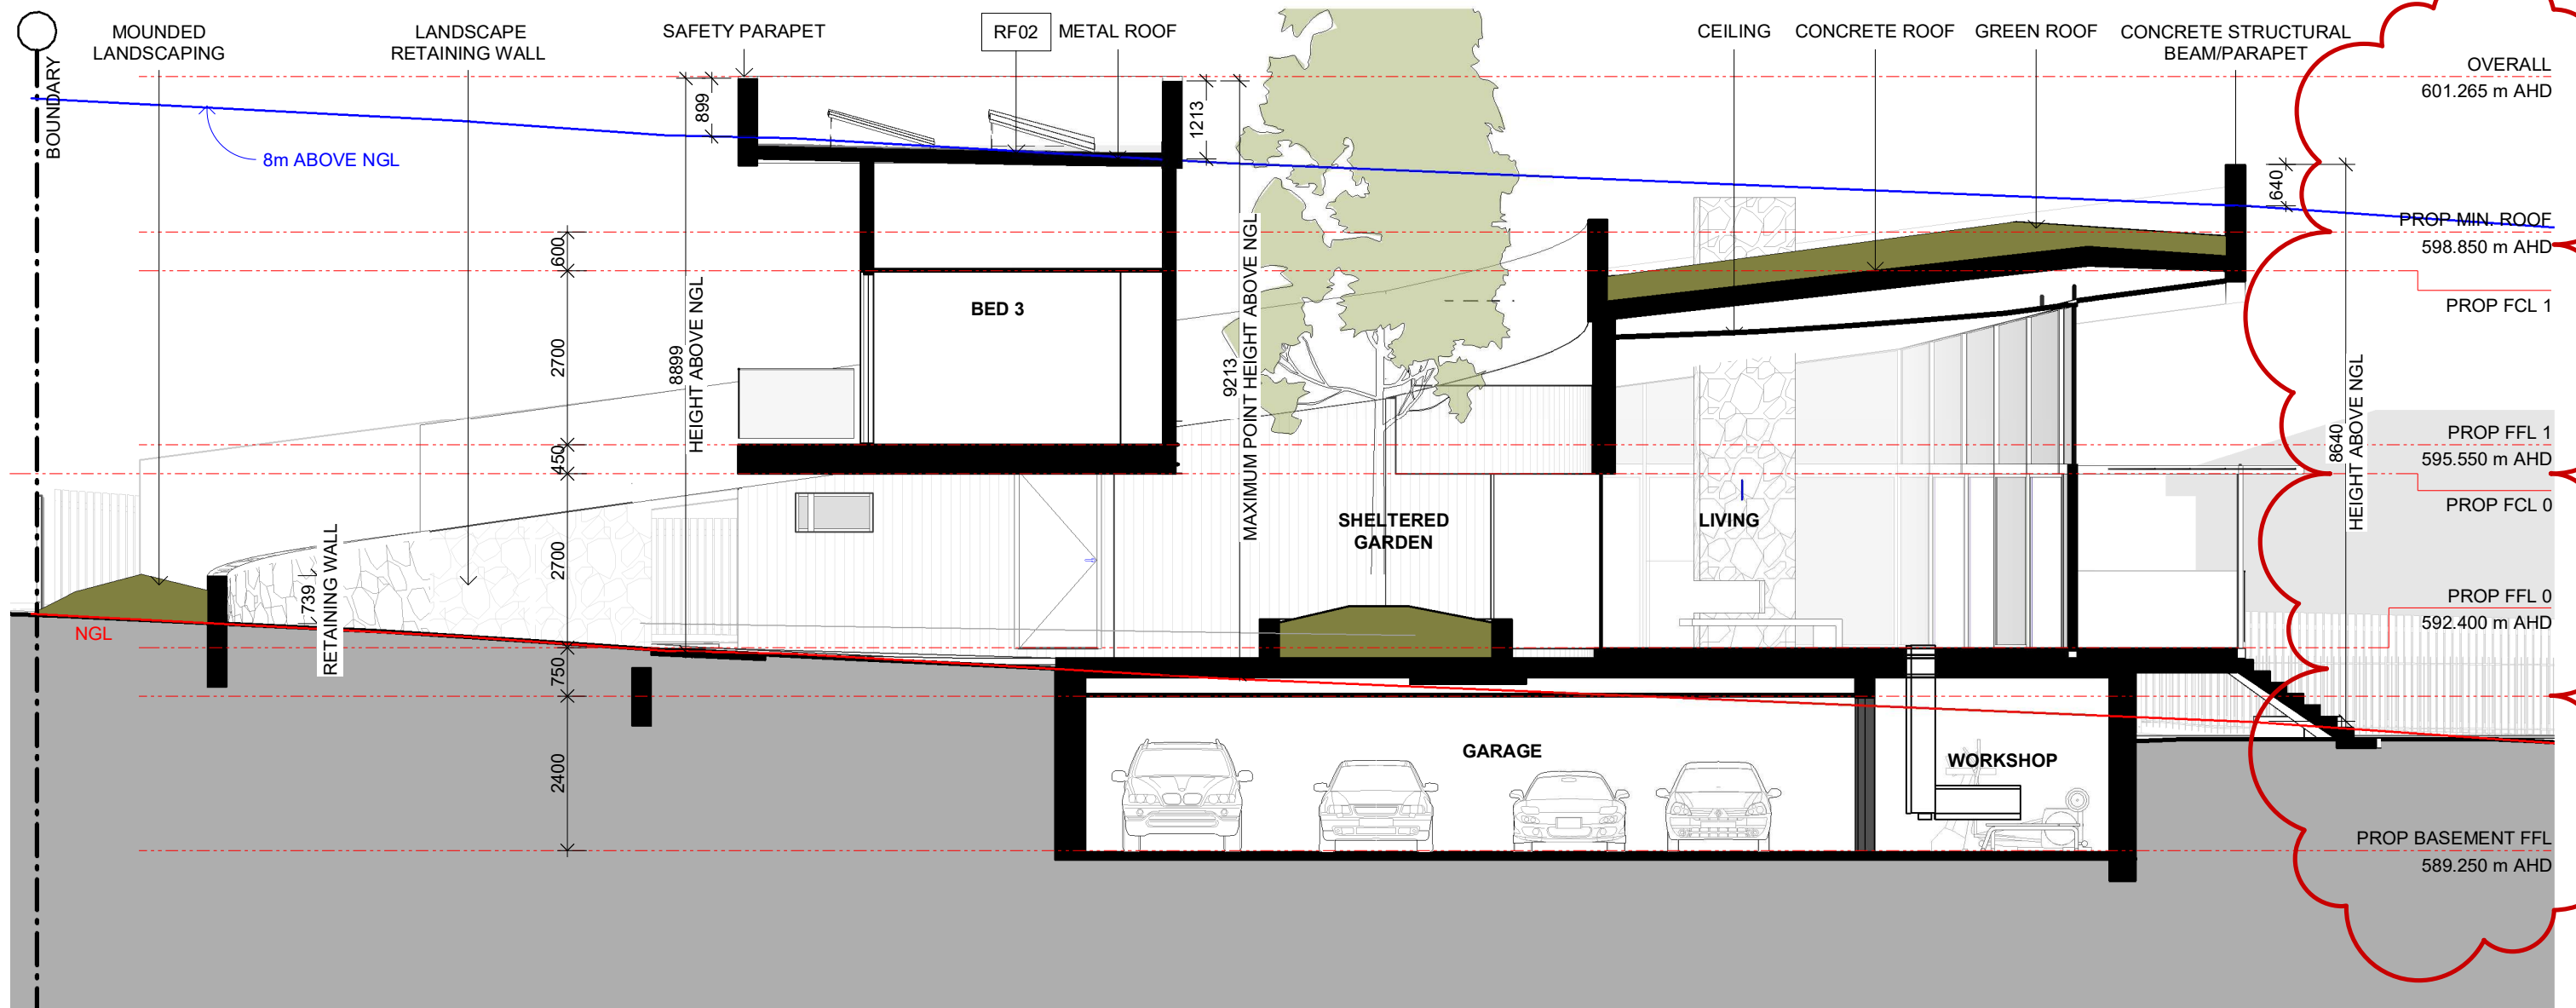 MOUNDED
LANDSCAPING
LANDSCAPE
RETAINING WALL
SAFETY PARAPET
RF02
METAL ROOF
CEILING
CONCRETE ROOF
GREEN ROOF
CONCRETE STRUCTURAL
BEAM/PARAPET
OVERALL
601.265 m AHD
BOUNDARY
8m ABOVE NGL
899
1213
640
PROP MIN. ROOF
598.850 m AHD
600
BED 3
PROP FCL 1
2700
8899
HEIGHT ABOVE NGL
9213
MAXIMUM POINT HEIGHT ABOVE NGL
8640
HEIGHT ABOVE NGL
PROP FFL 1
595.550 m AHD
450
PROP FCL 0
SHELTERED
GARDEN
LIVING
2700
739
RETAINING WALL
PROP FFL 0
592.400 m AHD
NGL
750
GARAGE
WORKSHOP
2400
PROP BASEMENT FFL
589.250 m AHD